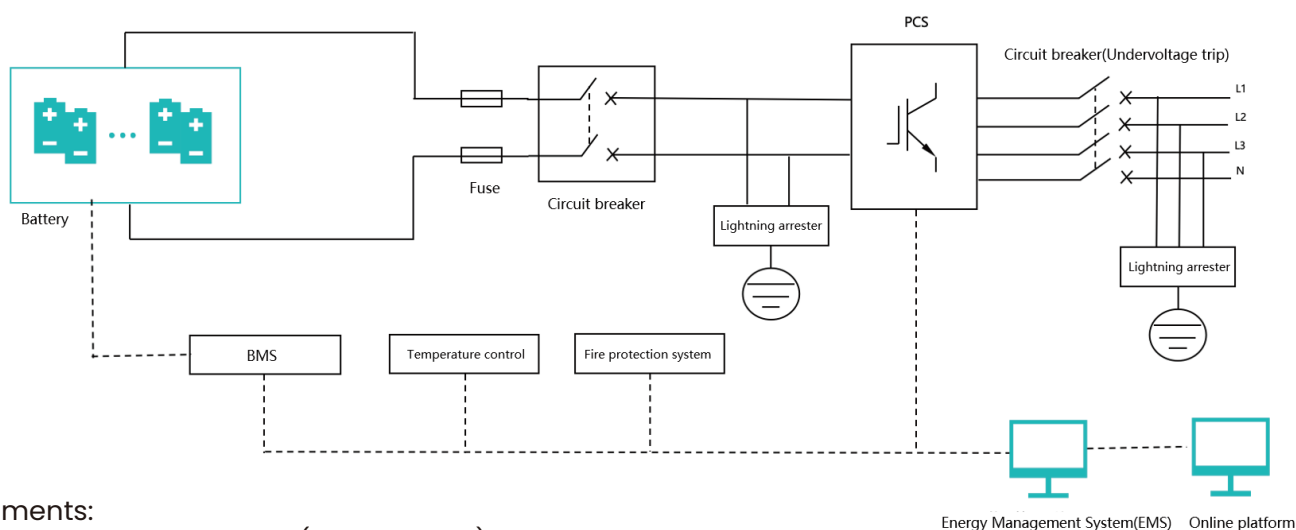 PCS
Circuit breaker(Undervoltage trip)
L1
L2
L3
N
Fuse
Circuit breaker
Battery
Lightning arrester
Lightning arrester
BMS
Temperature control
Fire protection system
Energy Management System(EMS)
Online platform
ments: